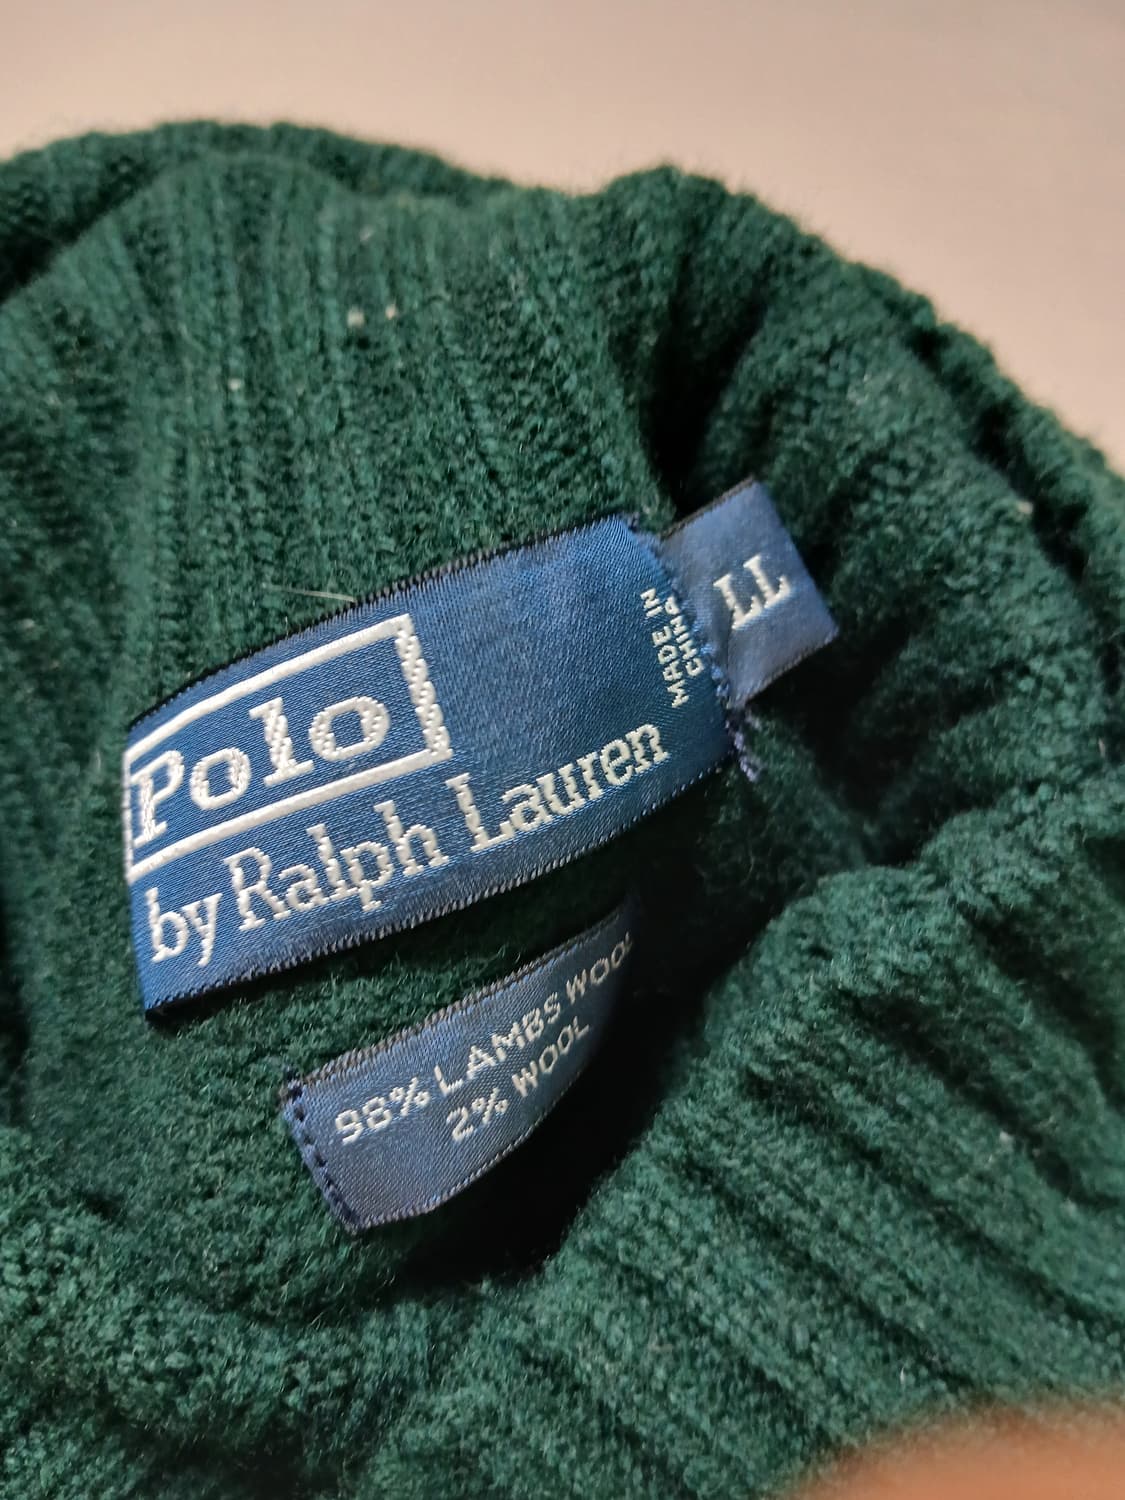 Polo
by Ralph Lauren
MADE IN
CHINA
LL
98% LAMBS WOOL
2% WOOL